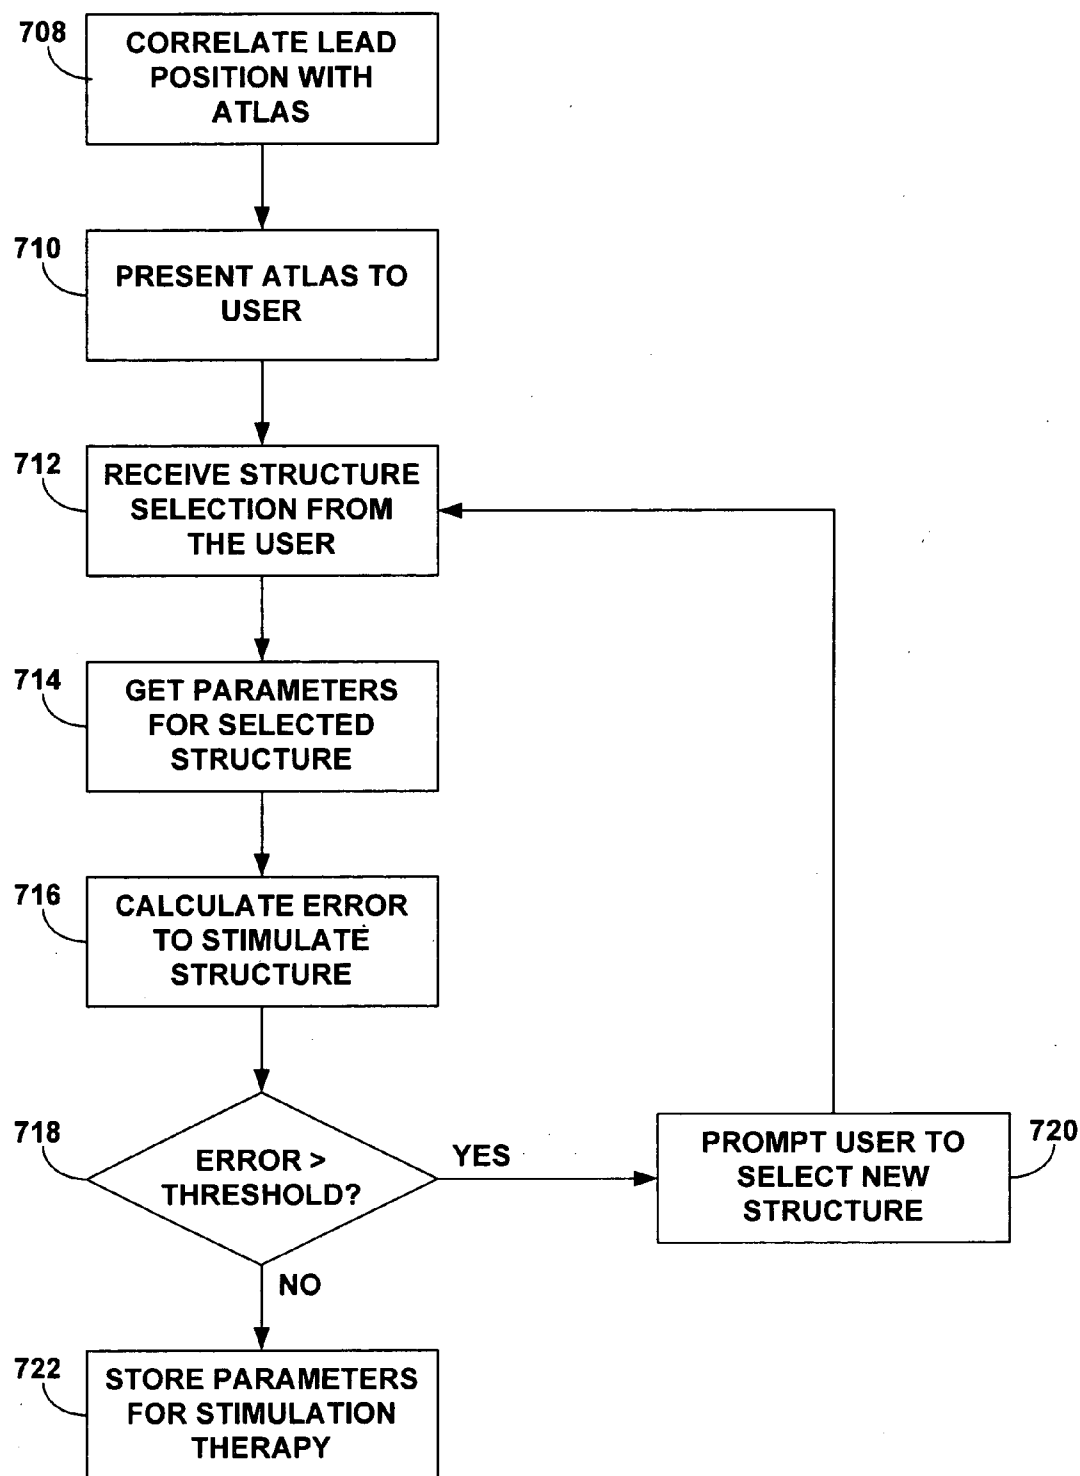 708
CORRELATE LEAD
POSITION WITH
ATLAS
710
PRESENT ATLAS TO
USER
712
RECEIVE STRUCTURE
SELECTION FROM
THE USER
714
GET PARAMETERS
FOR SELECTED
STRUCTURE
716
CALCULATE ERROR
TO STIMULATE
STRUCTURE
718
ERROR >
THRESHOLD?
YES
720
PROMPT USER TO
SELECT NEW
STRUCTURE
NO
722
STORE PARAMETERS
FOR STIMULATION
THERAPY